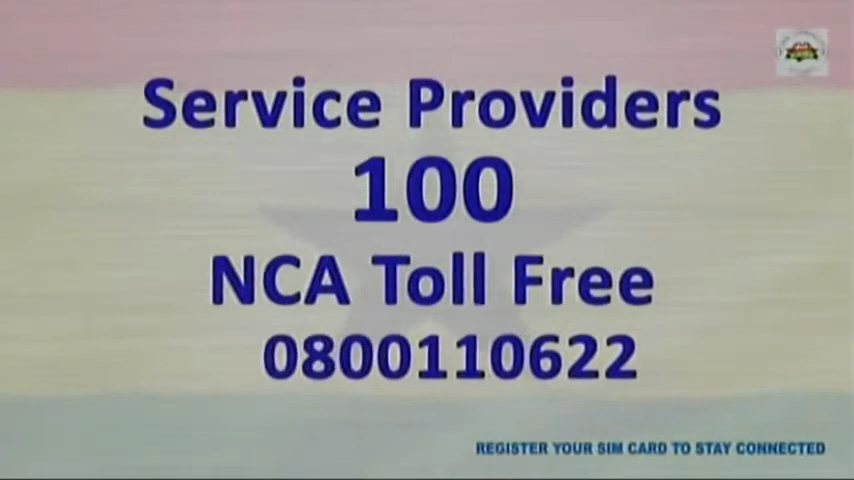 Service Providers
100
NCA Toll Free
0800110622
REGISTER YOUR SIM CARD TO STAY CONNECTED